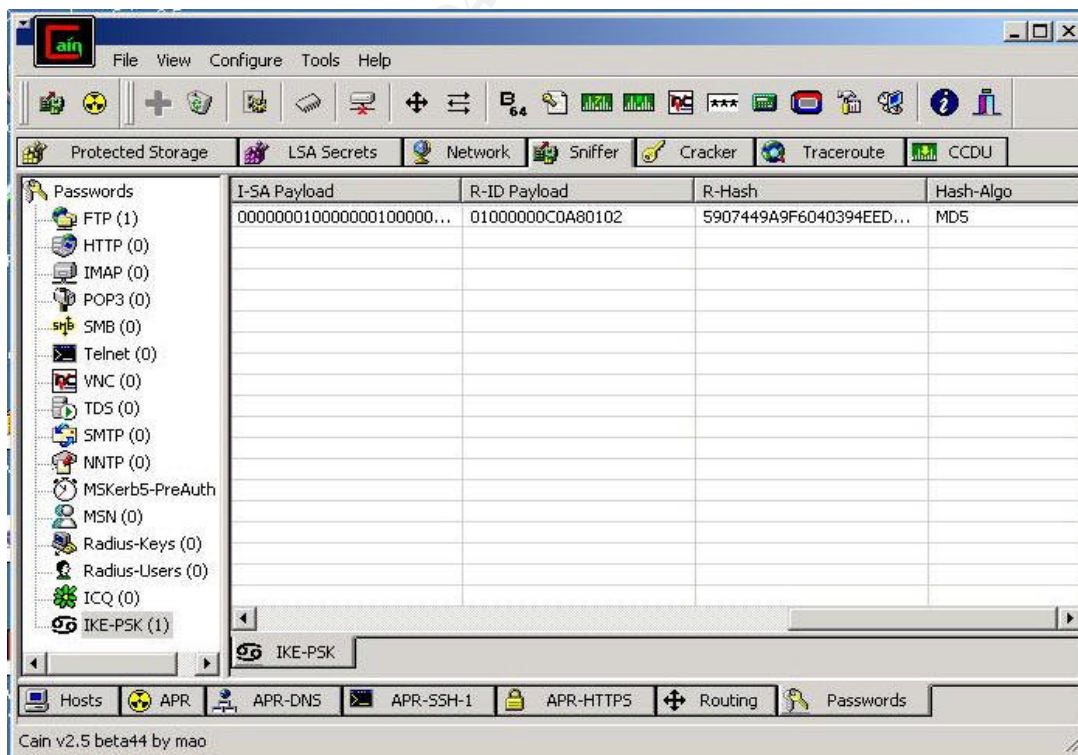 Caín
File View Configure Tools Help
B64
Protected Storage LSA Secrets Network Sniffer Cracker Traceroute CCDU
Passwords
FTP (1)
HTTP (0)
IMAP (0)
POP3 (0)
SMB (0)
Telnet (0)
VNC (0)
TDS (0)
SMTP (0)
NNTP (0)
MSKerb5-PreAuth
MSN (0)
Radius-Keys (0)
Radius-Users (0)
ICQ (0)
IKE-PSK (1)
I-SA Payload R-ID Payload R-Hash Hash-Algo
000000010000000100000... 01000000C0A80102 5907449A9F6040394EED... MD5
IKE-PSK
Hosts APR APR-DNS APR-SSH-1 APR-HTTPS Routing Passwords
Cain v2.5 beta44 by mao